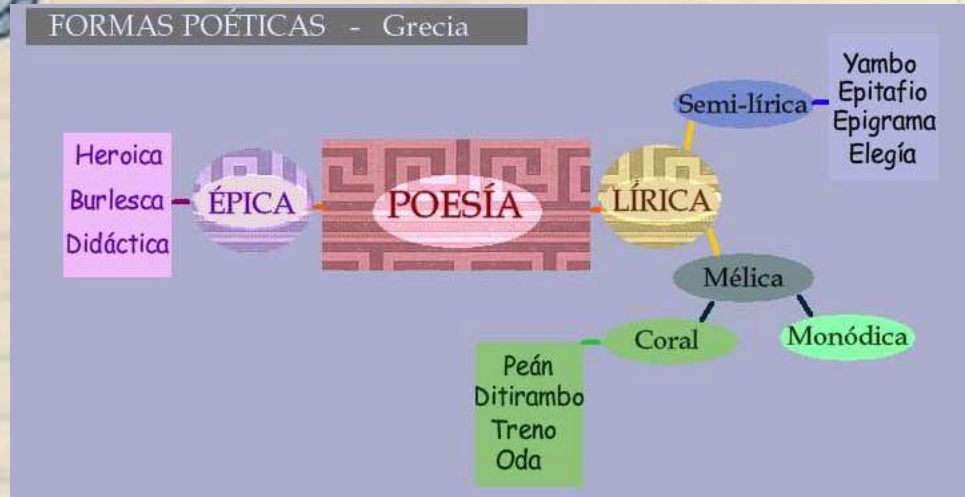 FORMAS POÉTICAS - Grecia
Heroica
Burlesca
Didáctica
ÉPICA
POESÍA
LÍRICA
Semi-lírica
Yambo
Epitafio
Epigrama
Elegía
Mélica
Coral
Monódica
Peán
Ditirambo
Treno
Oda